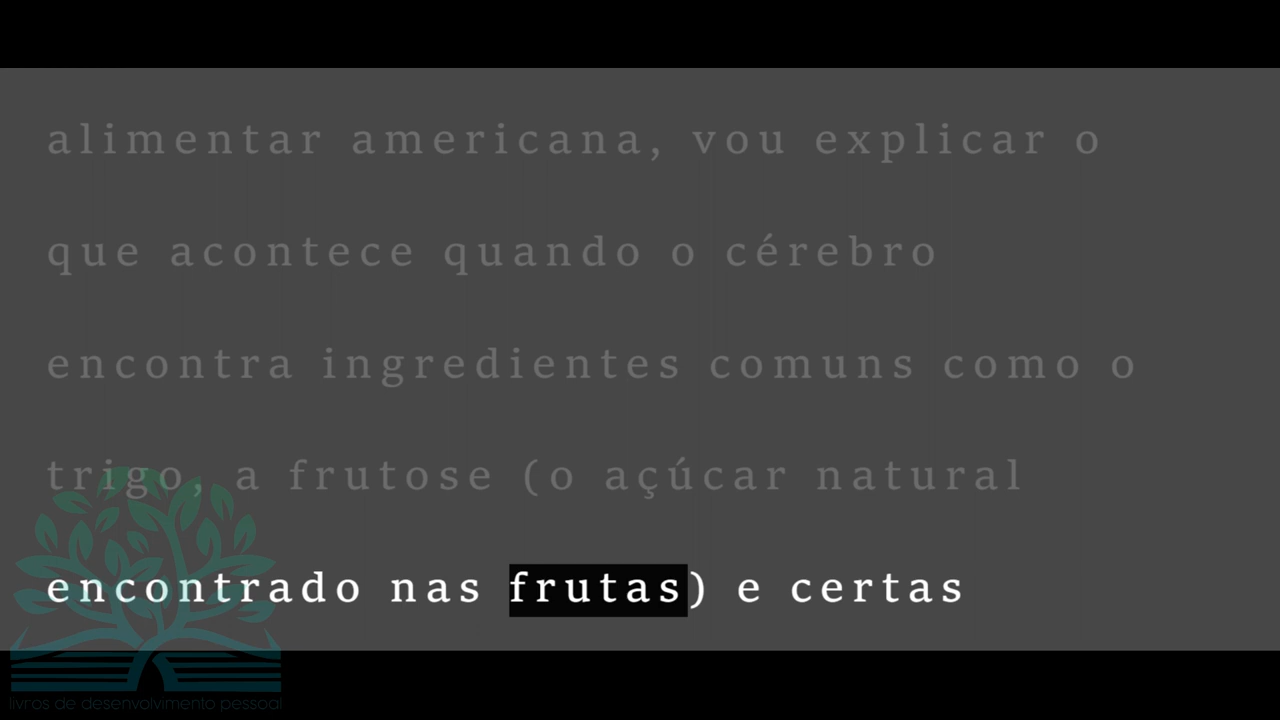 alimentar americana, vou explicar o
que acontece quando o cérebro
encontra ingredientes comuns como o
trigo, a frutose (o açúcar natural
encontrado nas frutas) e certas
livros de desenvolvimento pessoal